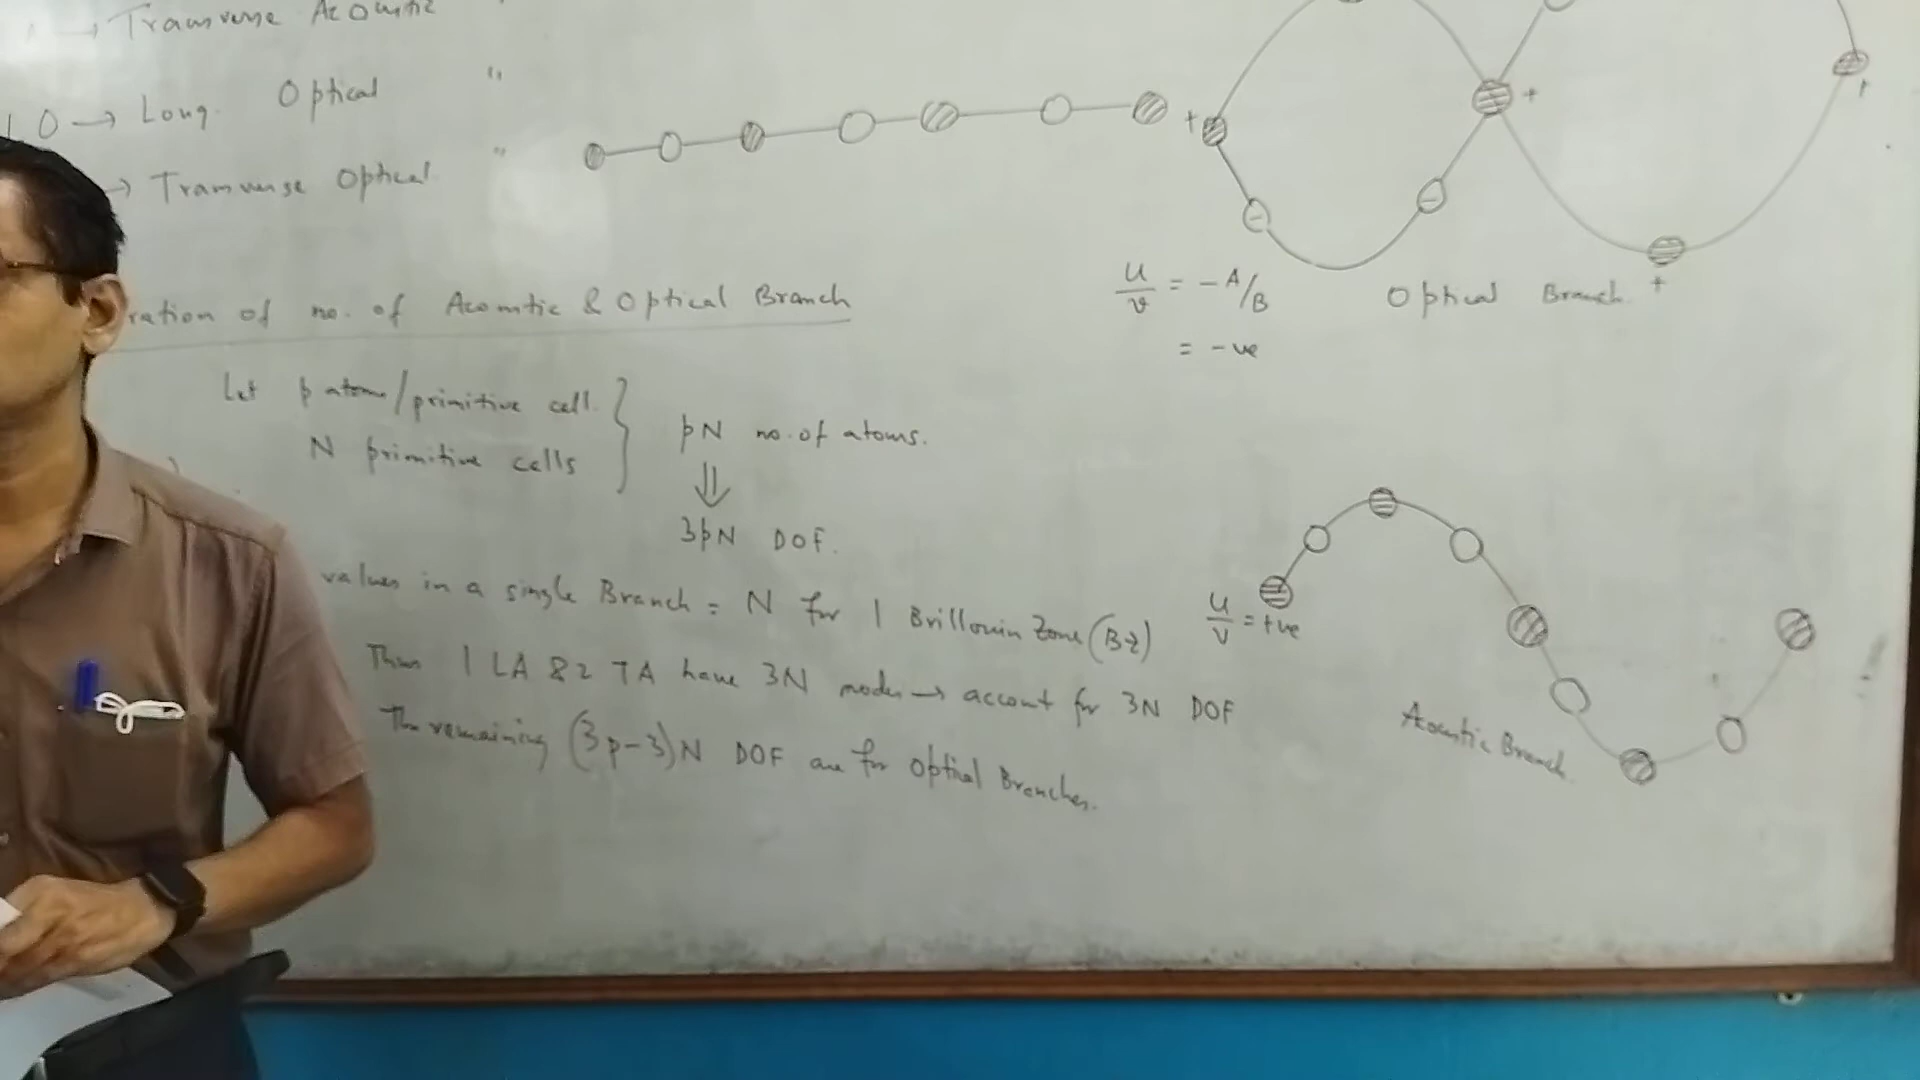 → Transverse Acoustic
LO → Long. Optical "
→ Transverse Optical "
ration of no. of Acoustic & Optical Branch
Let p atoms/primitive cell
N primitive cells
pN no. of atoms.
⇓
3pN DOF.
values in a single Branch = N for 1 Brillouin Zone (BZ)
Thus 1 LA & 2 TA have 3N modes → account for 3N DOF
The remaining (3p-3)N DOF are for Optical Branches.
+ + + +
- -
u/v = -A/B
= -ve
Optical Branch
u/v = +ve
Acoustic Branch